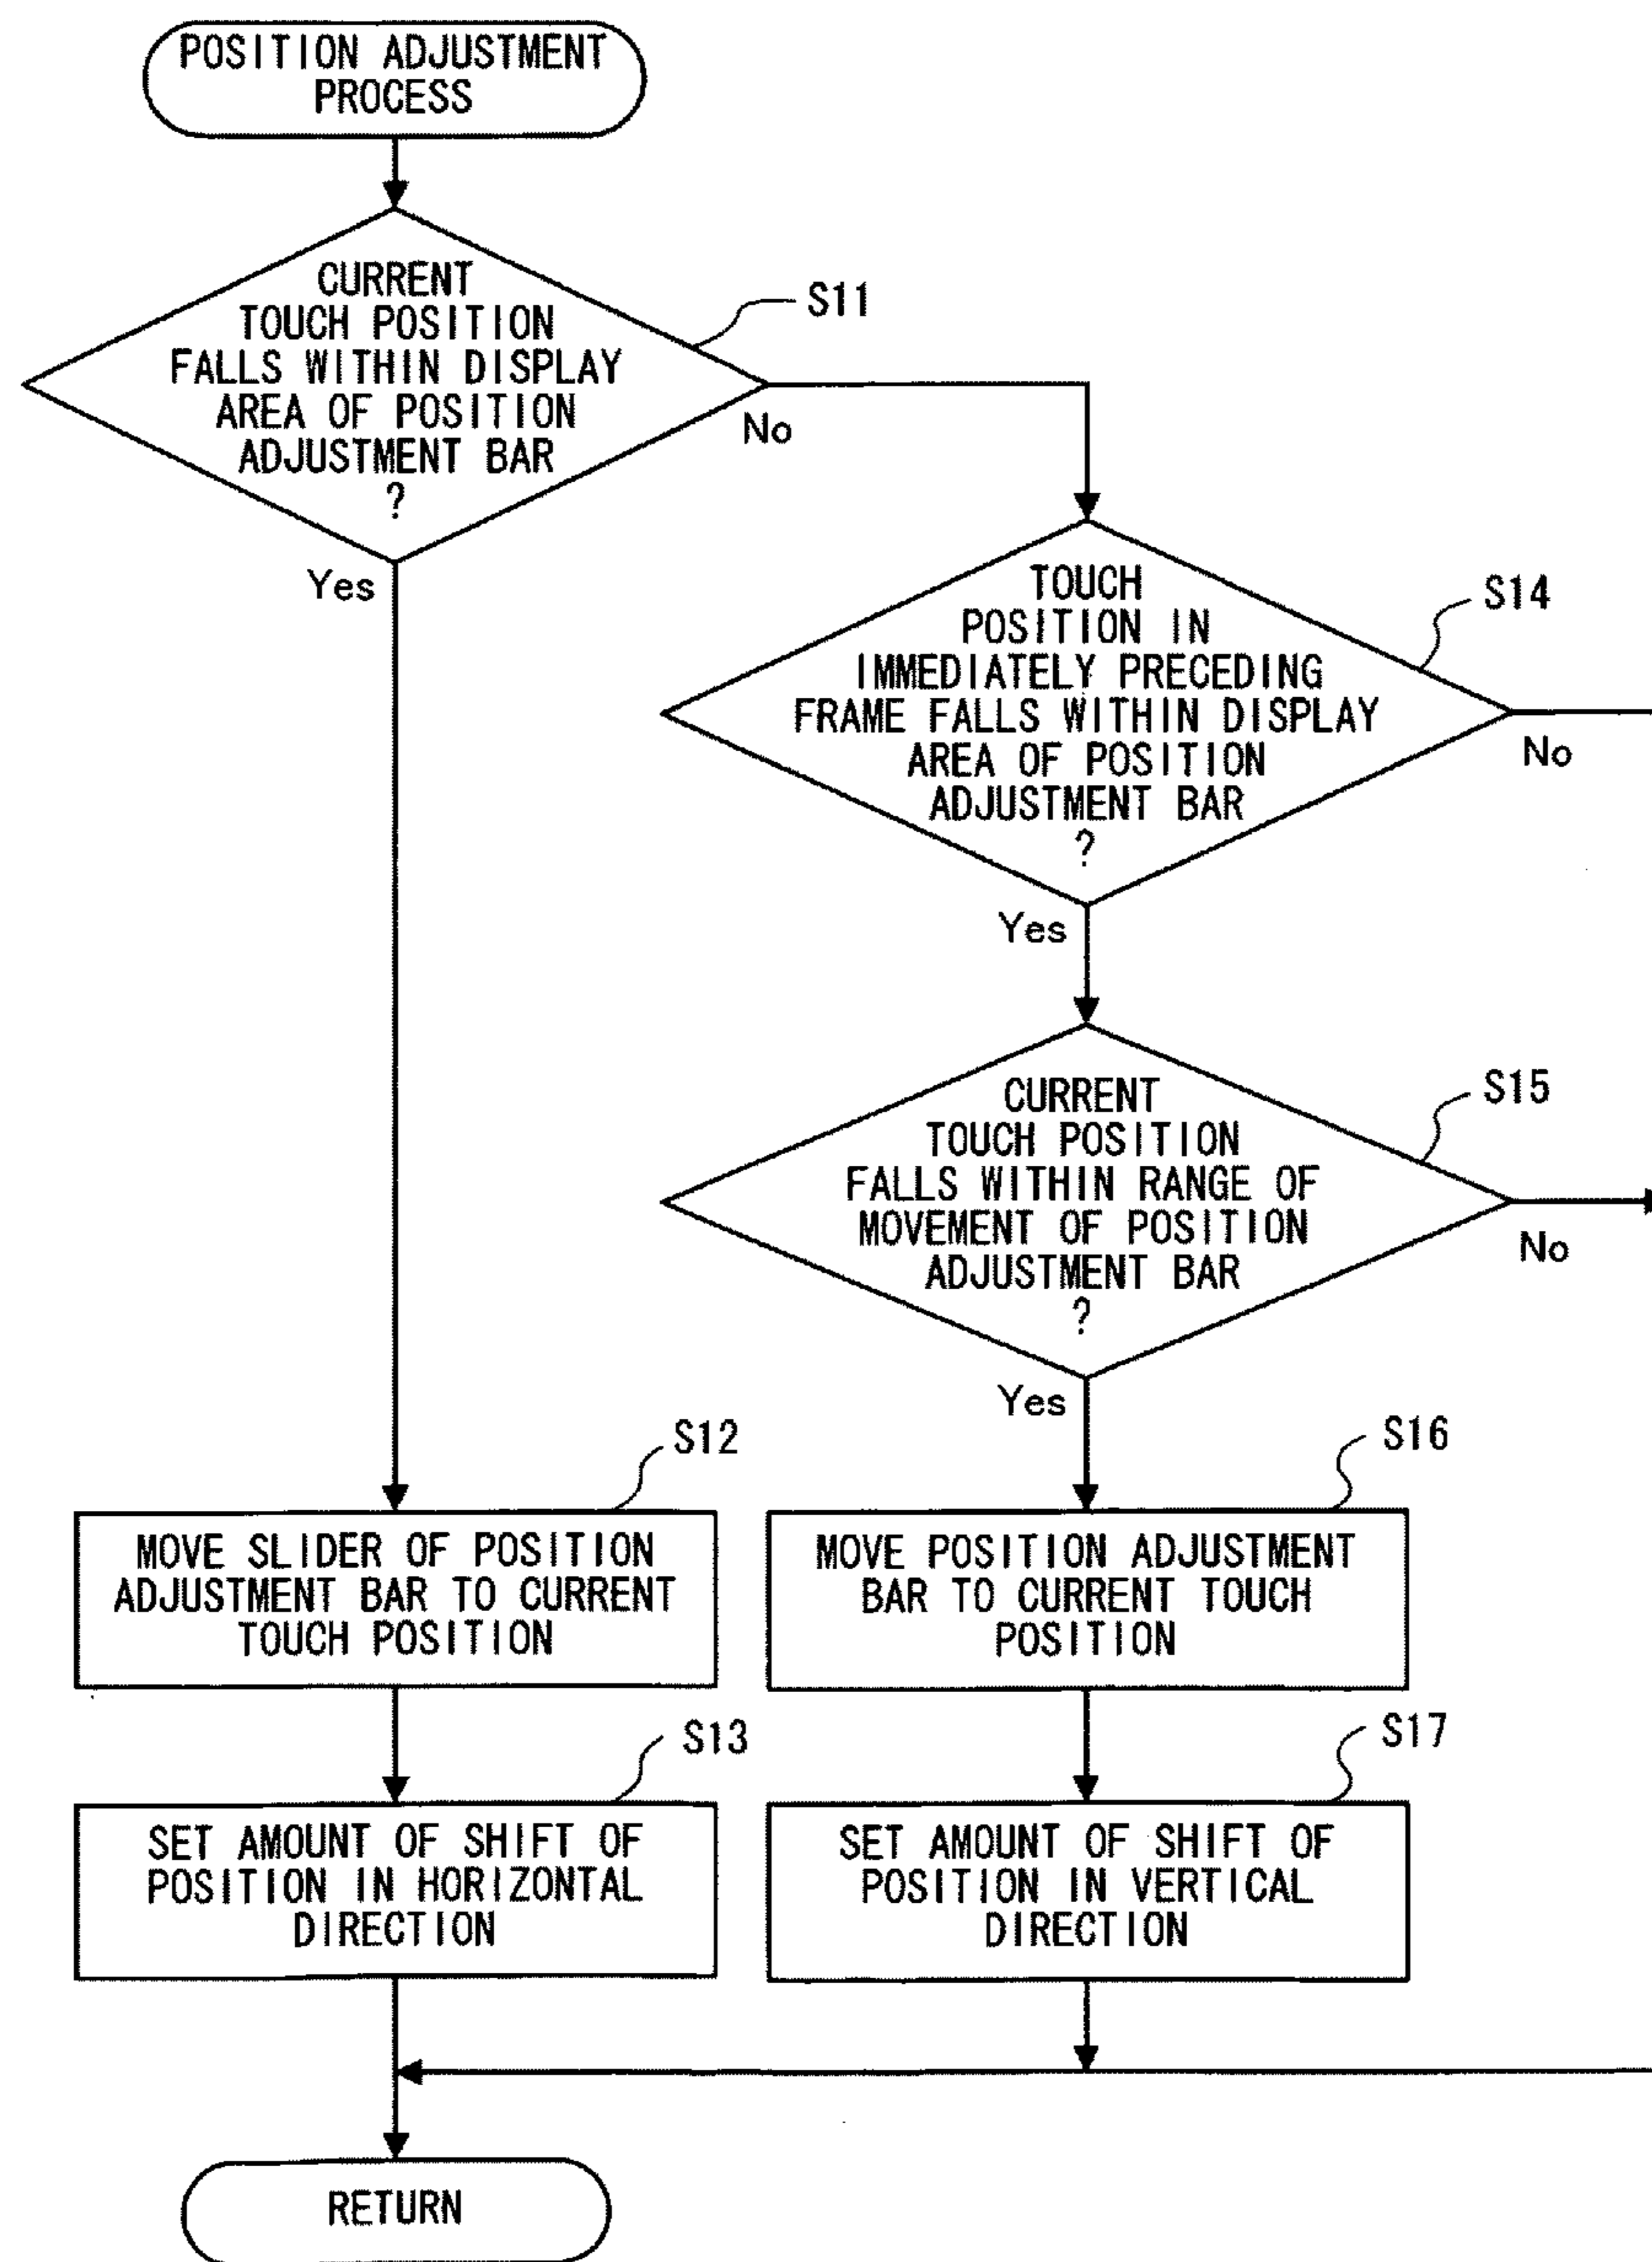 POSITION ADJUSTMENT
PROCESS
CURRENT
TOUCH POSITION
FALLS WITHIN DISPLAY
AREA OF POSITION
ADJUSTMENT BAR
?
S11
No
Yes
TOUCH
POSITION IN
IMMEDIATELY PRECEDING
FRAME FALLS WITHIN DISPLAY
AREA OF POSITION
ADJUSTMENT BAR
?
S14
No
Yes
CURRENT
TOUCH POSITION
FALLS WITHIN RANGE OF
MOVEMENT OF POSITION
ADJUSTMENT BAR
?
S15
No
Yes
S12
MOVE SLIDER OF POSITION
ADJUSTMENT BAR TO CURRENT
TOUCH POSITION
S16
MOVE POSITION ADJUSTMENT
BAR TO CURRENT TOUCH
POSITION
S13
SET AMOUNT OF SHIFT OF
POSITION IN HORIZONTAL
DIRECTION
S17
SET AMOUNT OF SHIFT OF
POSITION IN VERTICAL
DIRECTION
RETURN